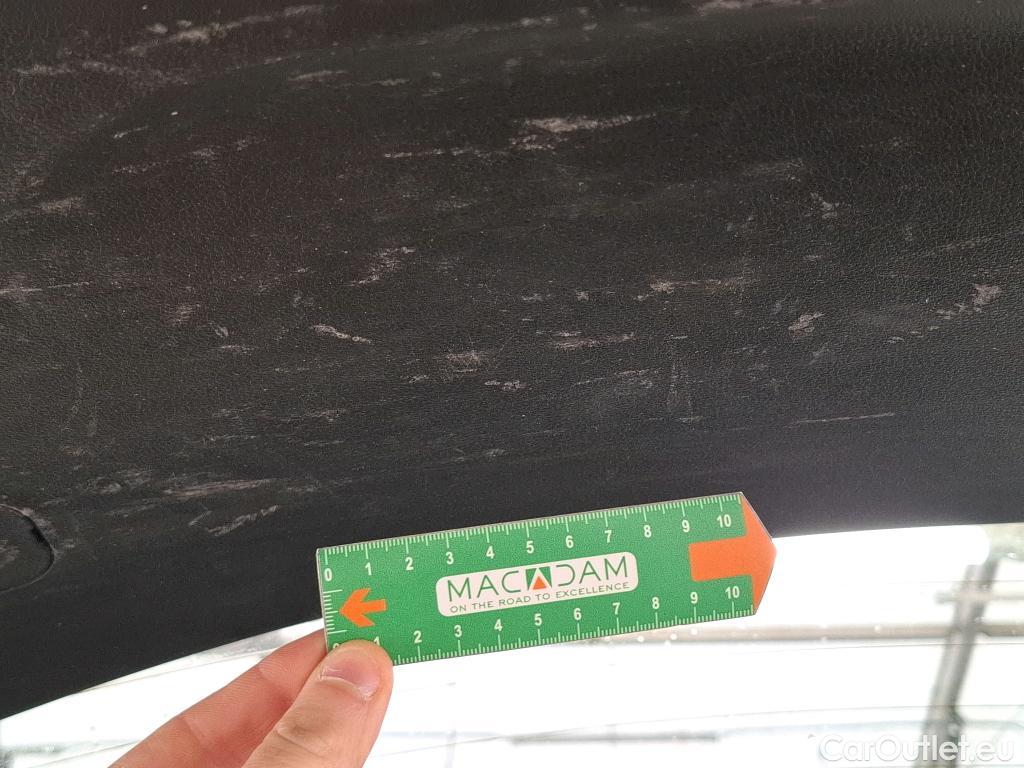 0 1 2 3 4 5 6 7 8 9 10
MACADAM
ON THE ROAD TO EXCELLENCE
1 2 3 4 5 6 7 8 9 10
CarOutlet.eu